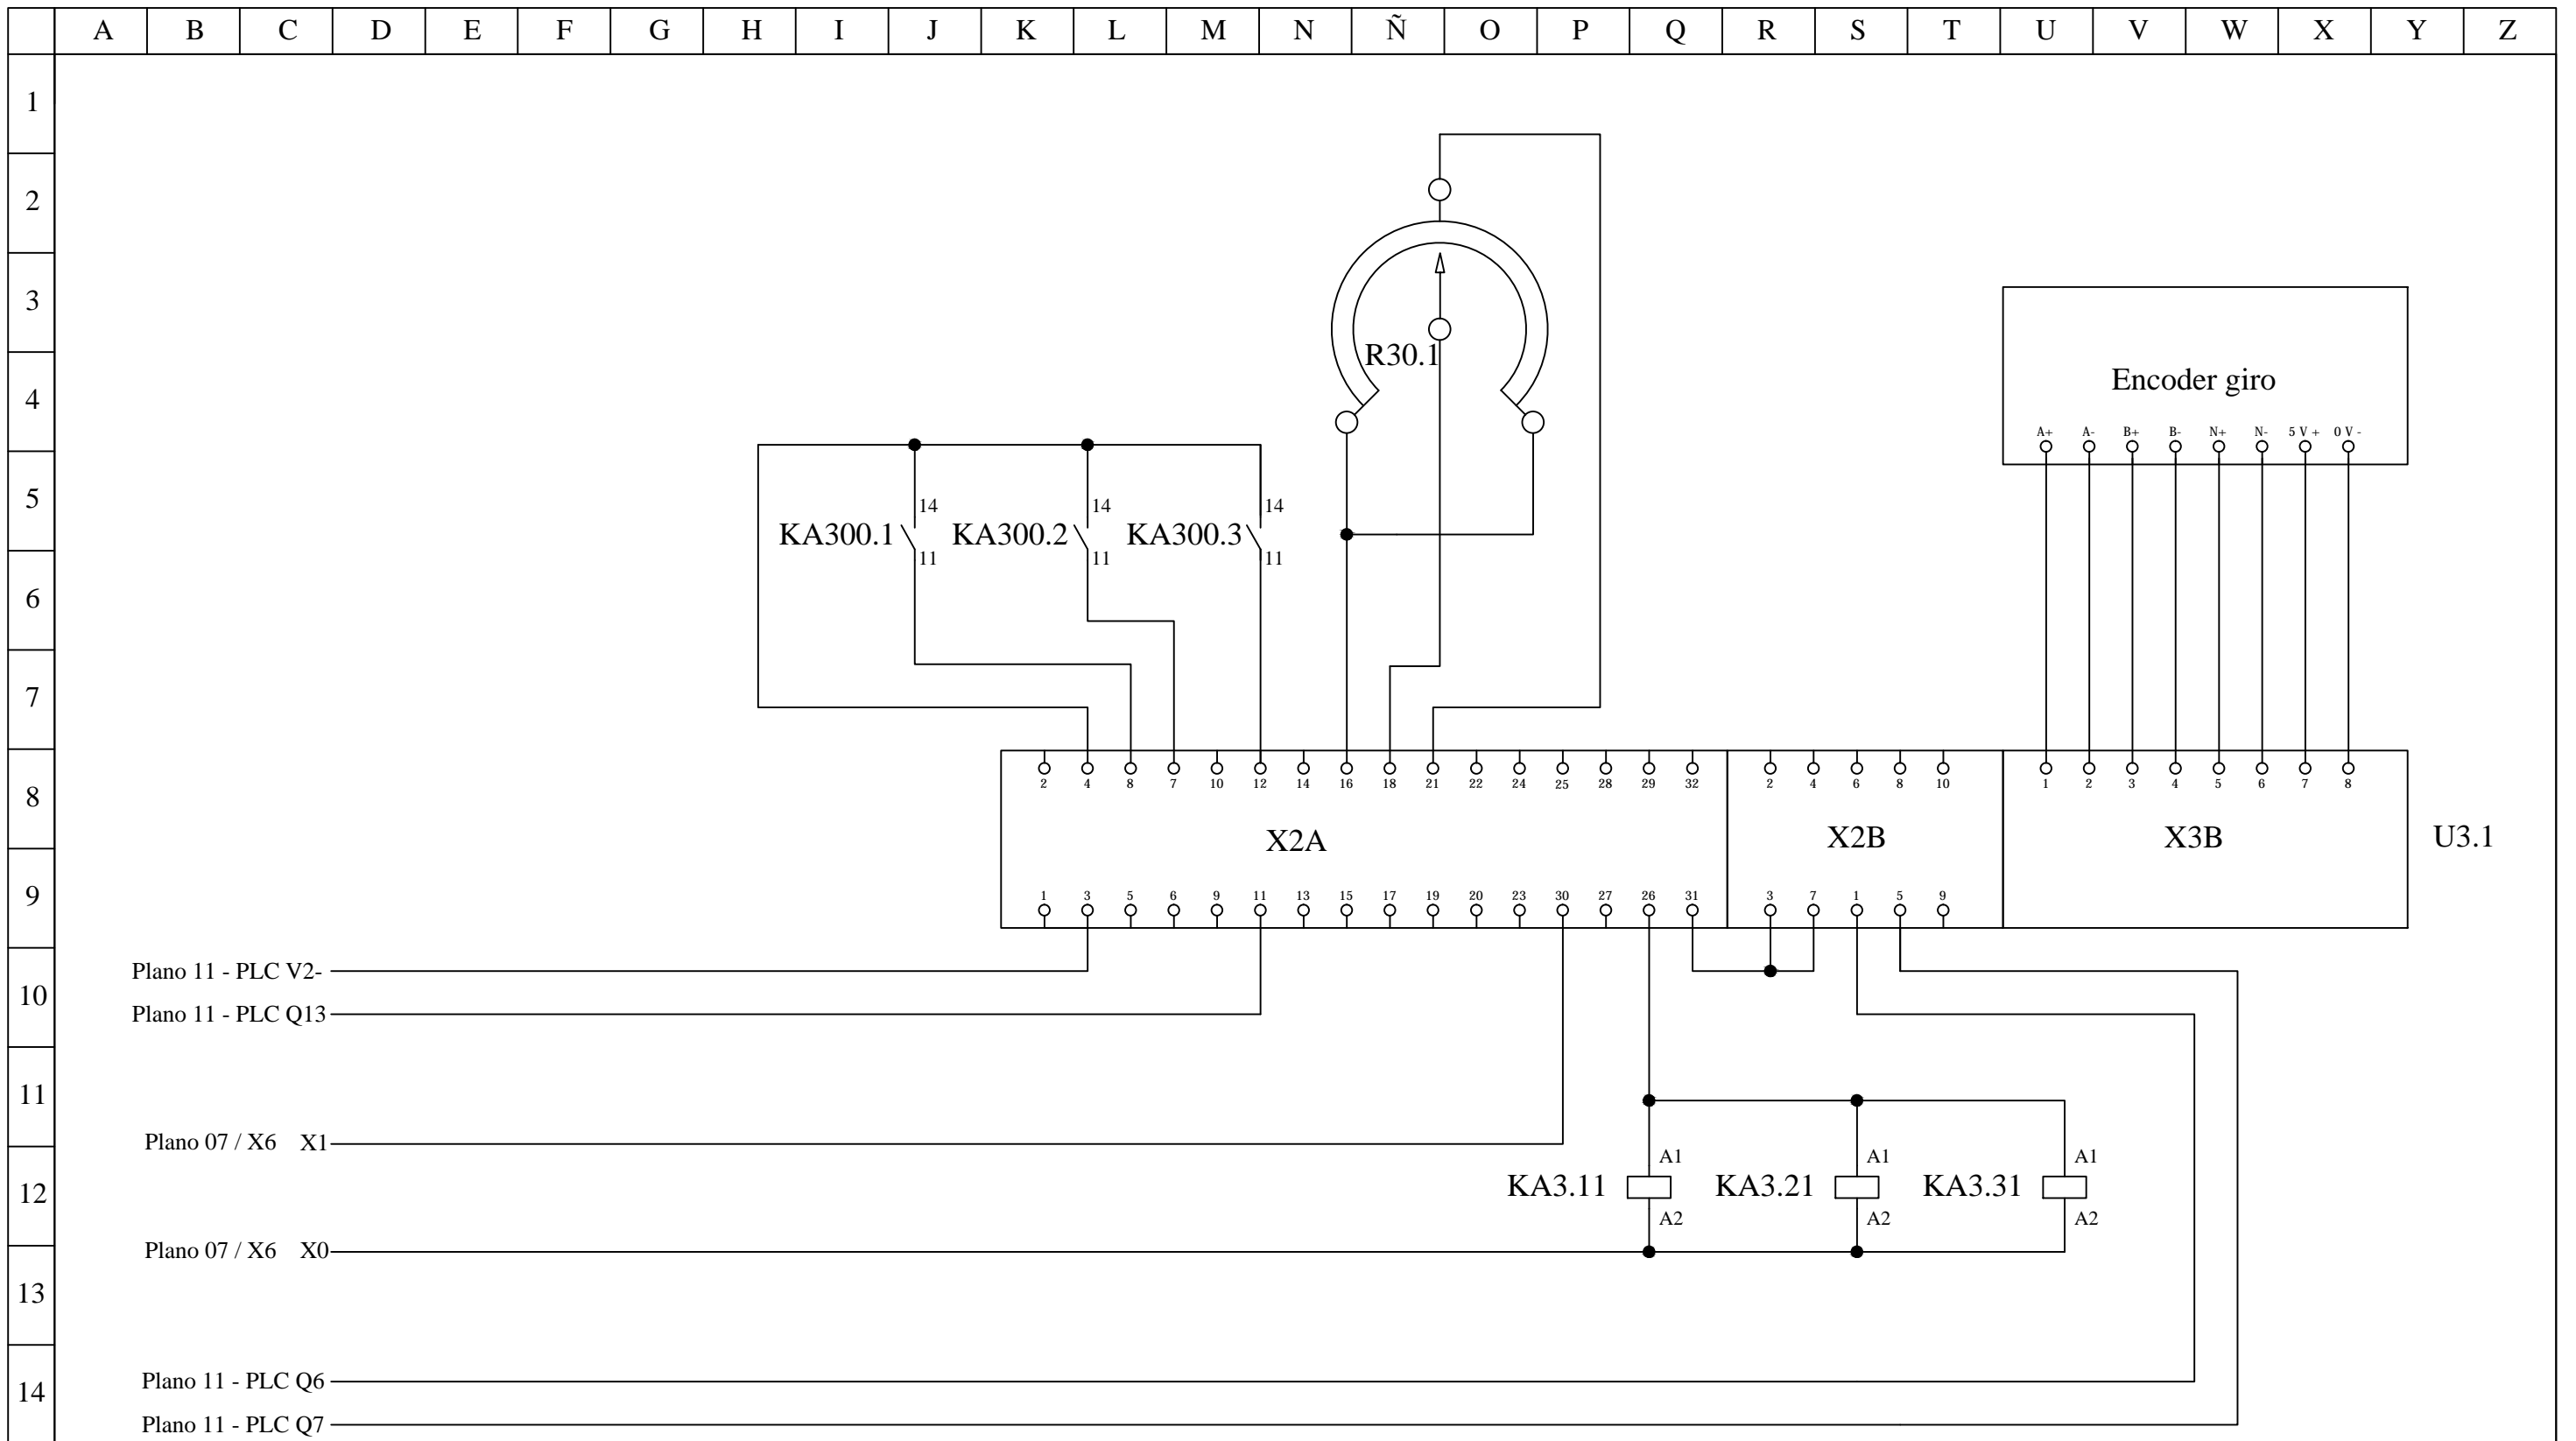 A B C D E F G H I J K L M N Ñ O P Q R S T U V W X Y Z
1
2
3
R30.1
4
Encoder giro
A+ A- B+ B- N+ N- 5 V + 0 V -
5
14 14 14
KA300.1 KA300.2 KA300.3
11 11 11
6
7
8
2 4 8 7 10 12 14 16 18 21 22 24 25 28 29 32 2 4 6 8 10 1 2 3 4 5 6 7 8
X2A X2B X3B U3.1
9
1 3 5 6 9 11 13 15 17 19 20 23 30 27 26 31 3 7 1 5 9
Plano 11 - PLC V2-
10
Plano 11 - PLC Q13
11
Plano 07 / X6 X1
A1 A1 A1
12
KA3.11 KA3.21 KA3.31
A2 A2 A2
Plano 07 / X6 X0
13
Plano 11 - PLC Q6
14
Plano 11 - PLC Q7